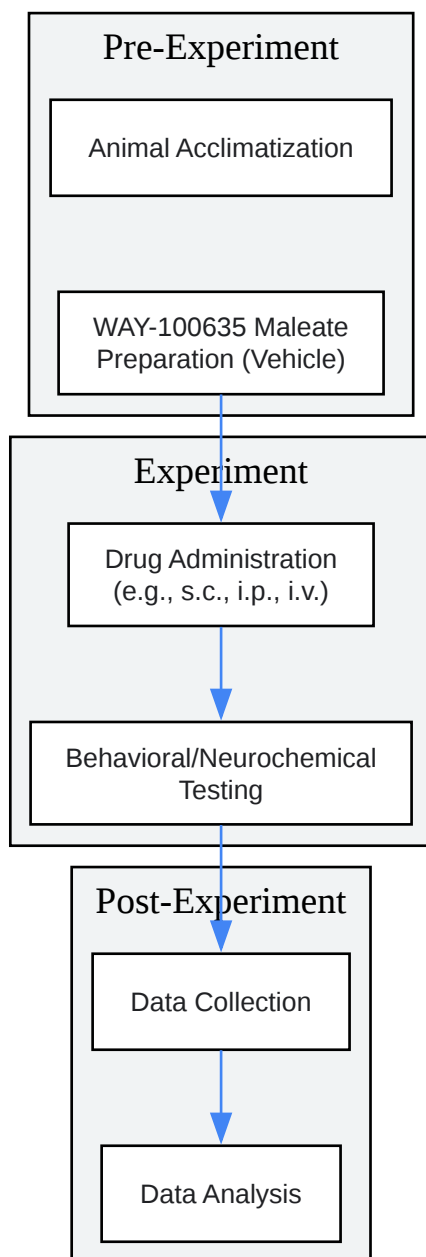 Pre-Experiment
Animal Acclimatization
WAY-100635 Maleate
Preparation (Vehicle)
Experiment
Drug Administration
(e.g., s.c., i.p., i.v.)
Behavioral/Neurochemical
Testing
Post-Experiment
Data Collection
Data Analysis